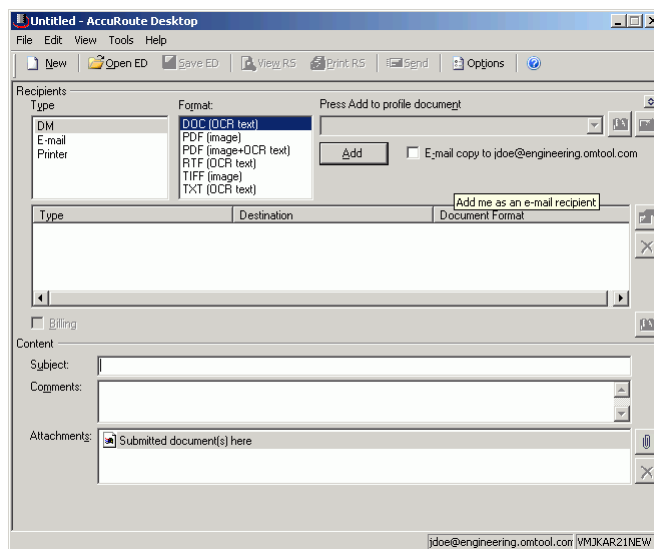 Untitled - AccuRoute Desktop
File Edit View Tools Help
New Open ED Save ED View RS Print RS Send Options
Recipients
Type Format: Press Add to profile document
DM
E-mail
Printer
DOC (OCR text)
PDF (image)
PDF (image+OCR text)
RTF (OCR text)
TIFF (image)
TXT (OCR text)
Add E-mail copy to jdoe@engineering.omtool.com
Add me as an e-mail recipient
Type Destination Document Format
Billing
Content
Subject:
Comments:
Attachments: Submitted document(s) here
jdoe@engineering.omtool.com VMJKAR21NEW